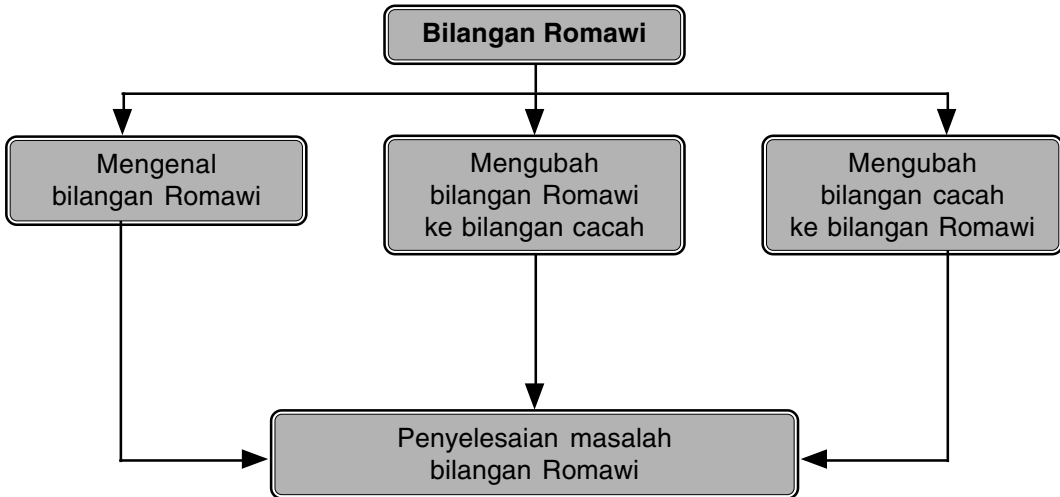 Bilangan Romawi
Mengenal
bilangan Romawi
Mengubah
bilangan Romawi
ke bilangan cacah
Mengubah
bilangan cacah
ke bilangan Romawi
Penyelesaian masalah
bilangan Romawi